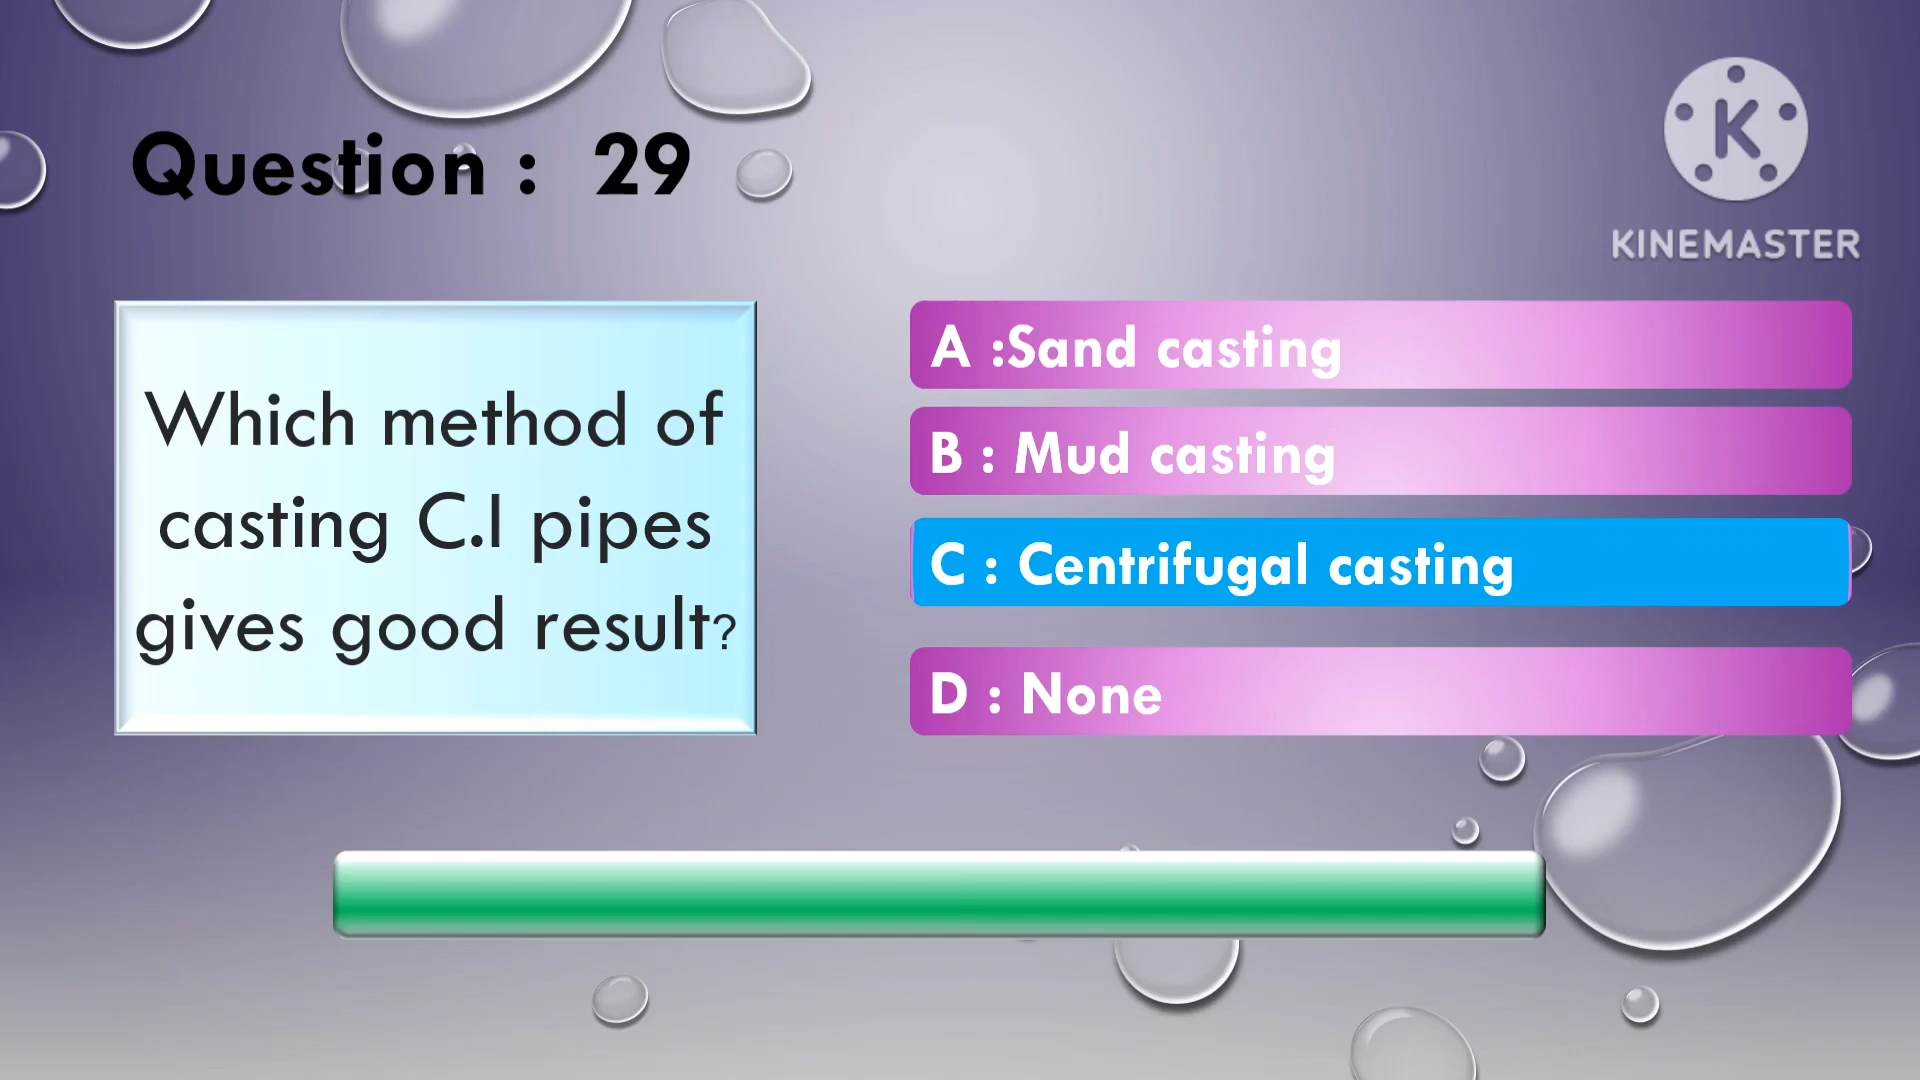 Question : 29
K
KINEMASTER
Which method of
casting C.I pipes
gives good result?
A :Sand casting
B : Mud casting
C : Centrifugal casting
D : None